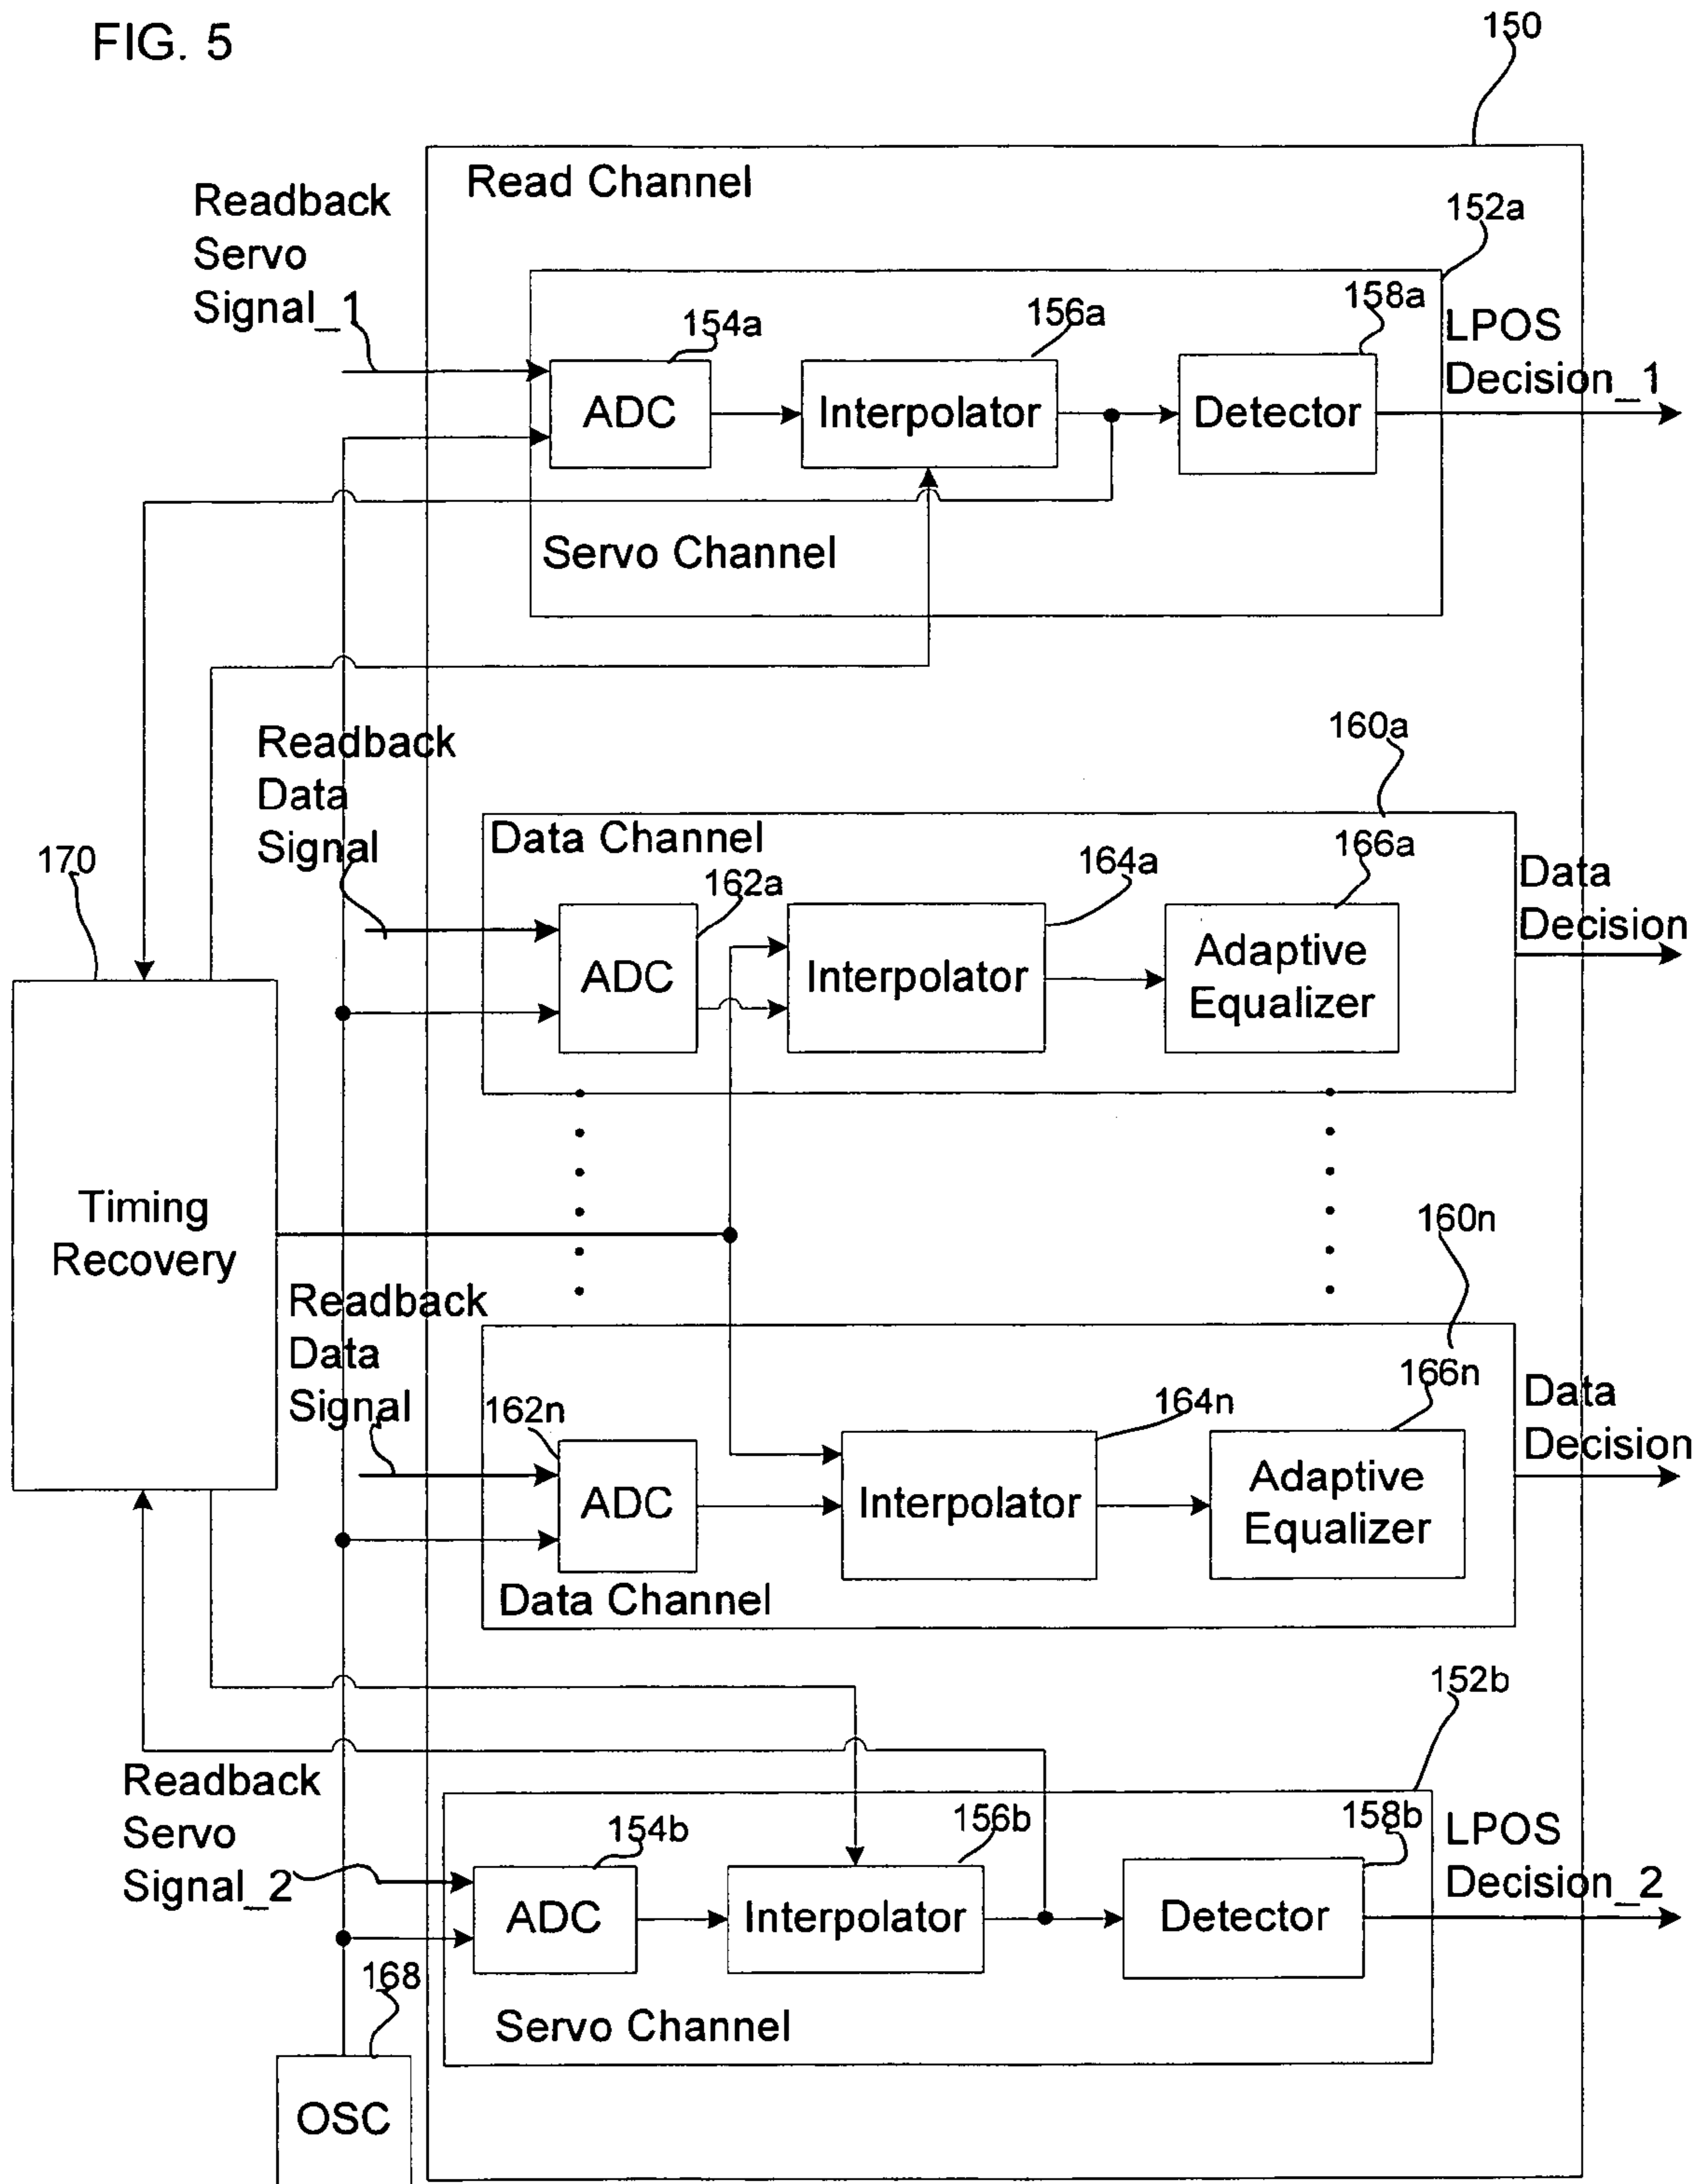 FIG. 5
150
Read Channel
Readback
Servo
Signal_1
152a
154a
156a
158a
LPOS
Decision_1
ADC
Interpolator
Detector
Servo Channel
Readback
Data
Signal
160a
Data Channel
162a
164a
166a
Data
Decision
170
ADC
Interpolator
Adaptive
Equalizer
Timing
Recovery
160n
Readback
Data
Signal
162n
164n
166n
Data
Decision
ADC
Interpolator
Adaptive
Equalizer
Data Channel
152b
Readback
Servo
Signal_2
154b
156b
158b
LPOS
Decision_2
ADC
Interpolator
Detector
168
Servo Channel
OSC